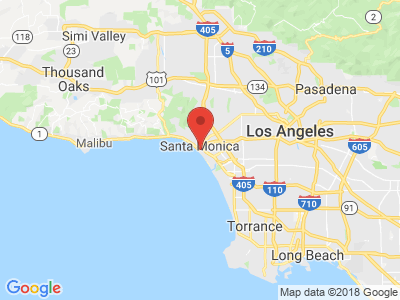 118
Simi Valley
23
405
5
210
2
Thousand
Oaks
101
134
Pasadena
1
Malibu
Santa Monica
Los Angeles
605
405
110
710
91
Torrance
Long Beach
Google
Map data ©2018 Google